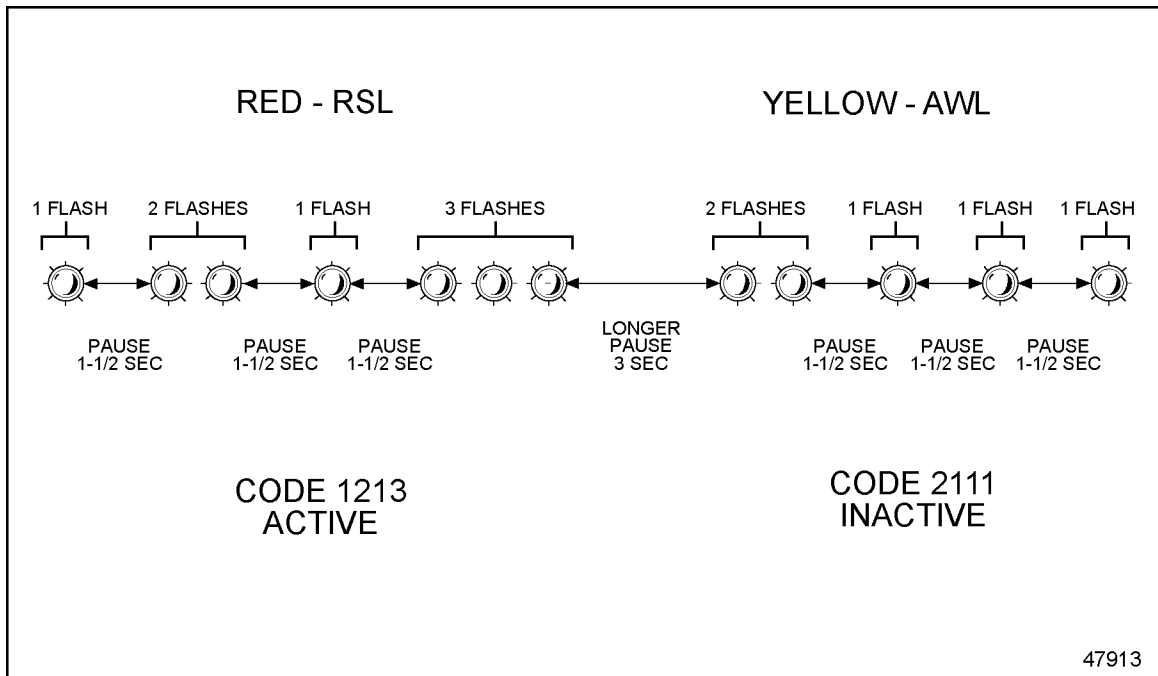 RED - RSL
YELLOW - AWL
1 FLASH
2 FLASHES
1 FLASH
3 FLASHES
2 FLASHES
1 FLASH
1 FLASH
1 FLASH
PAUSE
1-1/2 SEC
PAUSE
1-1/2 SEC
PAUSE
1-1/2 SEC
LONGER
PAUSE
3 SEC
PAUSE
1-1/2 SEC
PAUSE
1-1/2 SEC
PAUSE
1-1/2 SEC
CODE 1213
ACTIVE
CODE 2111
INACTIVE
47913